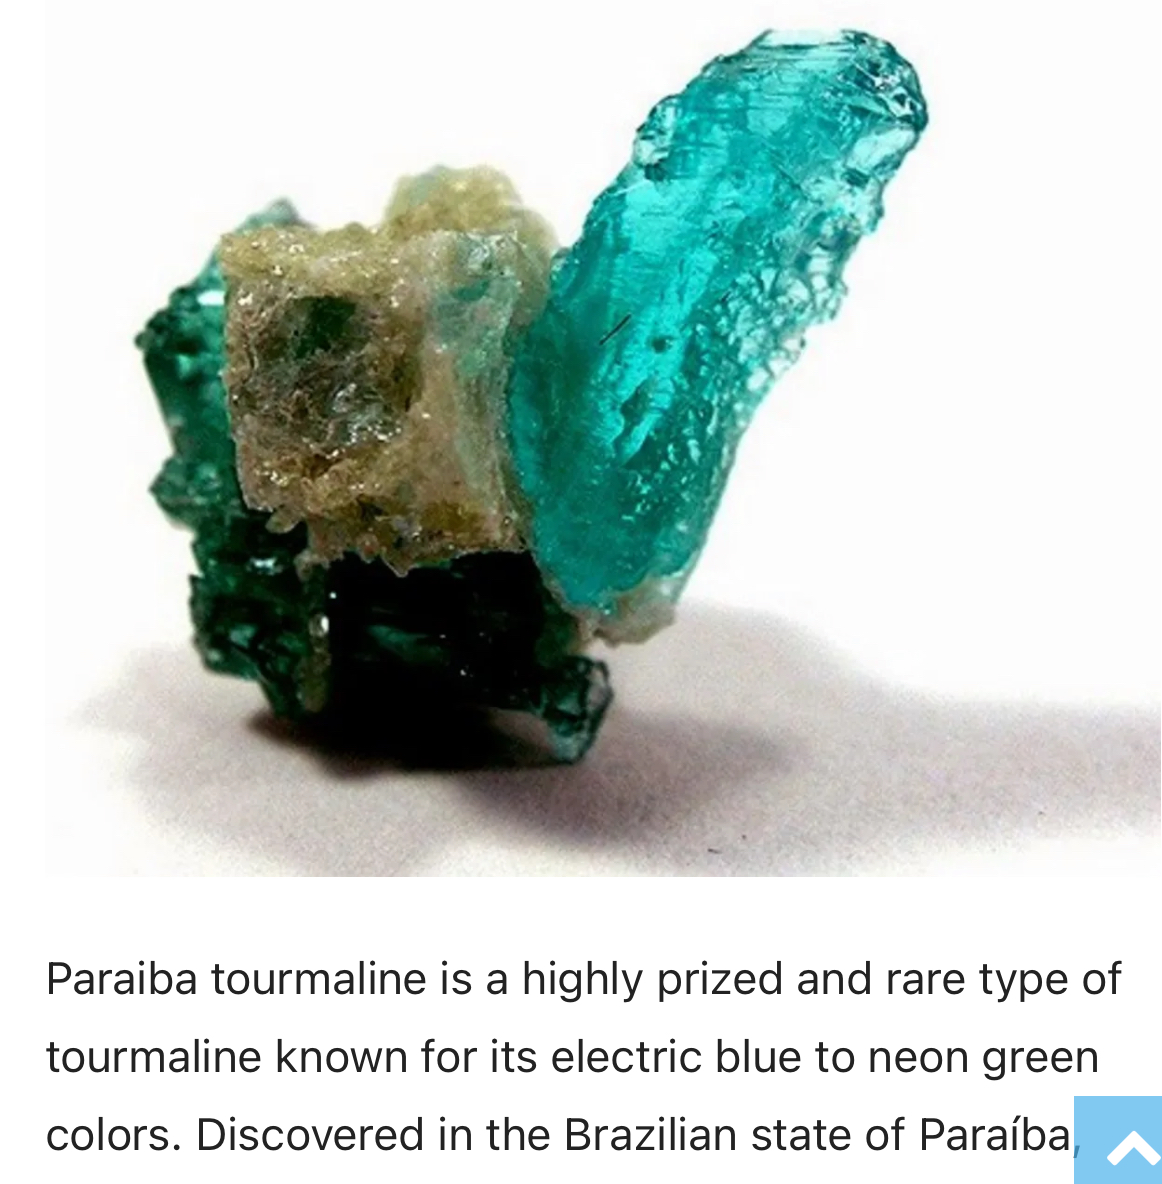 Paraiba tourmaline is a highly prized and rare type of
tourmaline known for its electric blue to neon green
colors. Discovered in the Brazilian state of Paraíba,